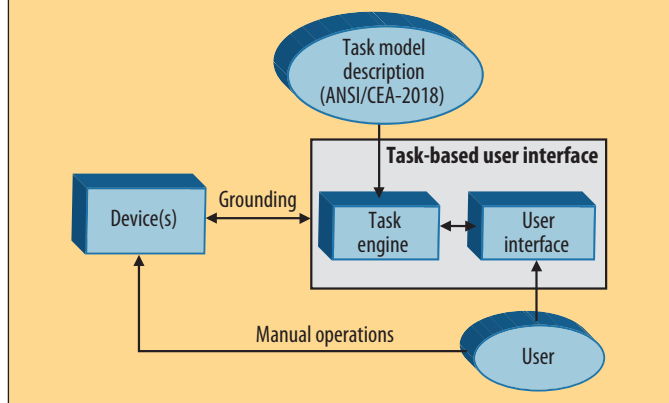 Task model
description
(ANSI/CEA-2018)
Task-based user interface
Grounding
Device(s)
Task
engine
User
interface
Manual operations
User